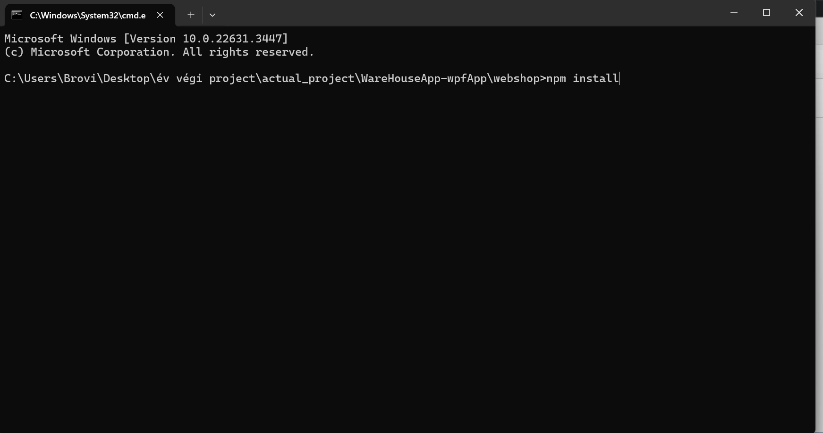 C:\Windows\System32\cmd.e
Microsoft Windows [Version 10.0.22631.3447]
(c) Microsoft Corporation. All rights reserved.
C:\Users\Brovi\Desktop\év végi project\actual_project\WareHouseApp-wpfApp\webshop>npm install